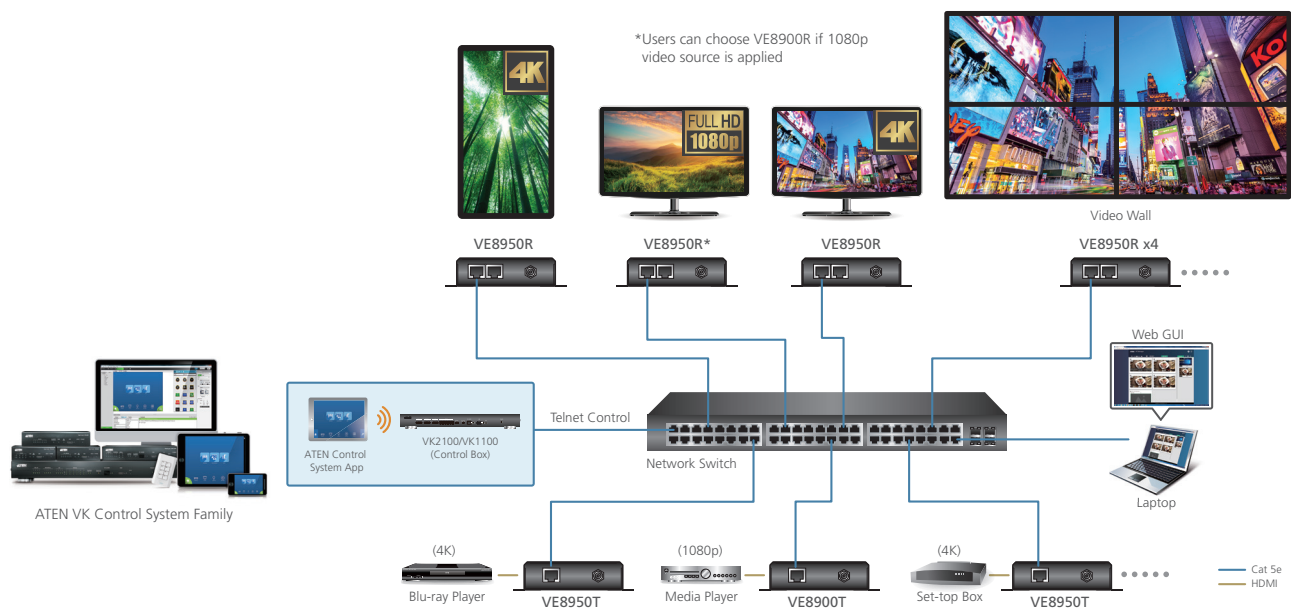 *Users can choose VE8900R if 1080p
video source is applied
4K
FULL HD
1080p
4K
KO
Video Wall
VE8950R
VE8950R*
VE8950R
VE8950R x4
Web GUI
Telnet Control
ATEN Control
System App
VK2100/VK1100
(Control Box)
Network Switch
Laptop
ATEN VK Control System Family
(4K)
(1080p)
(4K)
Blu-ray Player
VE8950T
Media Player
VE8900T
Set-top Box
VE8950T
Cat 5e
HDMI